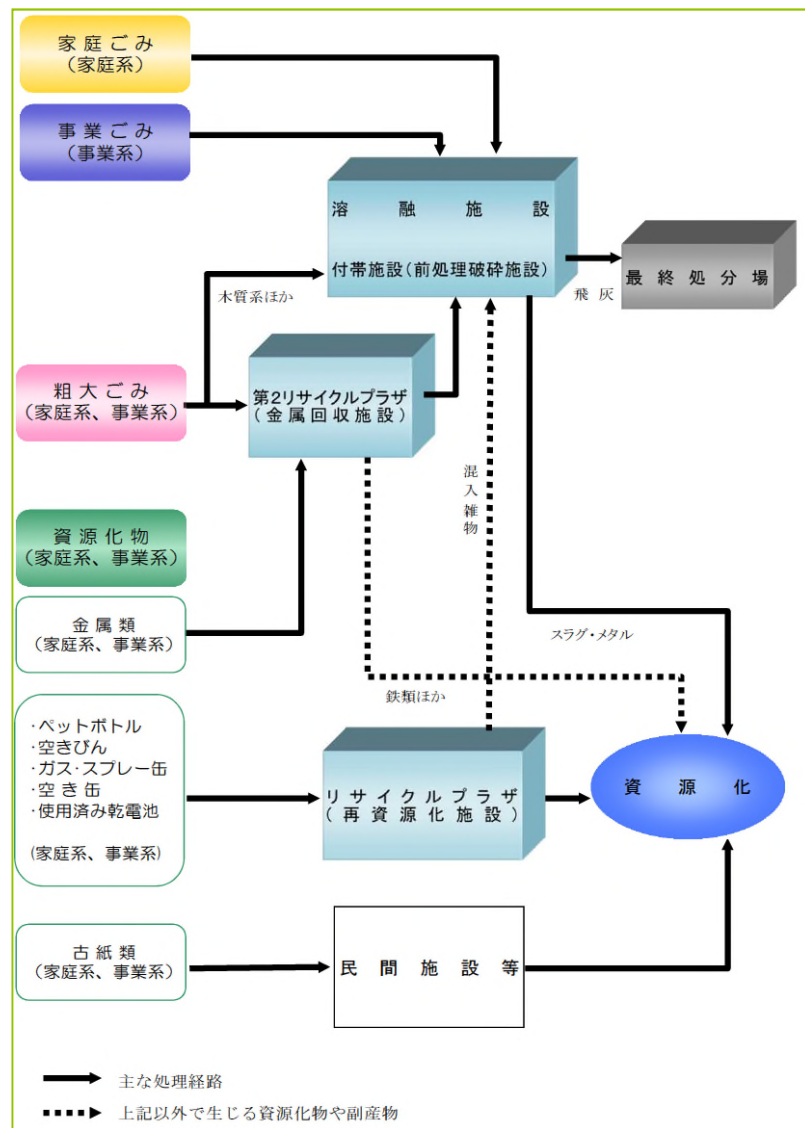 家庭ごみ
(家庭系)
事業ごみ
(事業系)
溶融施設
付帯施設(前処理破砕施設)
最終処分場
飛灰
木質系ほか
粗大ごみ
(家庭系、事業系)
第2リサイクルプラザ
(金属回収施設)
混入雑物
資源化物
(家庭系、事業系)
金属類
(家庭系、事業系)
スラグ・メタル
鉄類ほか
・ペットボトル
・空きびん
・ガス・スプレー缶
・空き缶
・使用済み乾電池
(家庭系、事業系)
リサイクルプラザ
(再資源化施設)
資源化
古紙類
(家庭系、事業系)
民間施設等
主な処理経路
上記以外で生じる資源化物や副産物